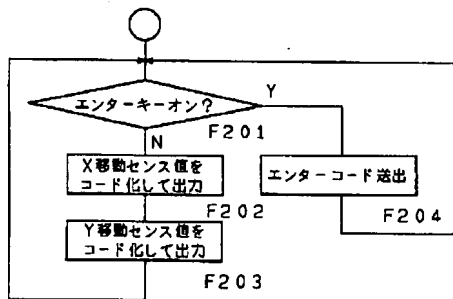 エンターキーオン?
Y
F201
N
X移動センス値を
コード化して出力
エンターコード送出
F202
F204
Y移動センス値を
コード化して出力
F203